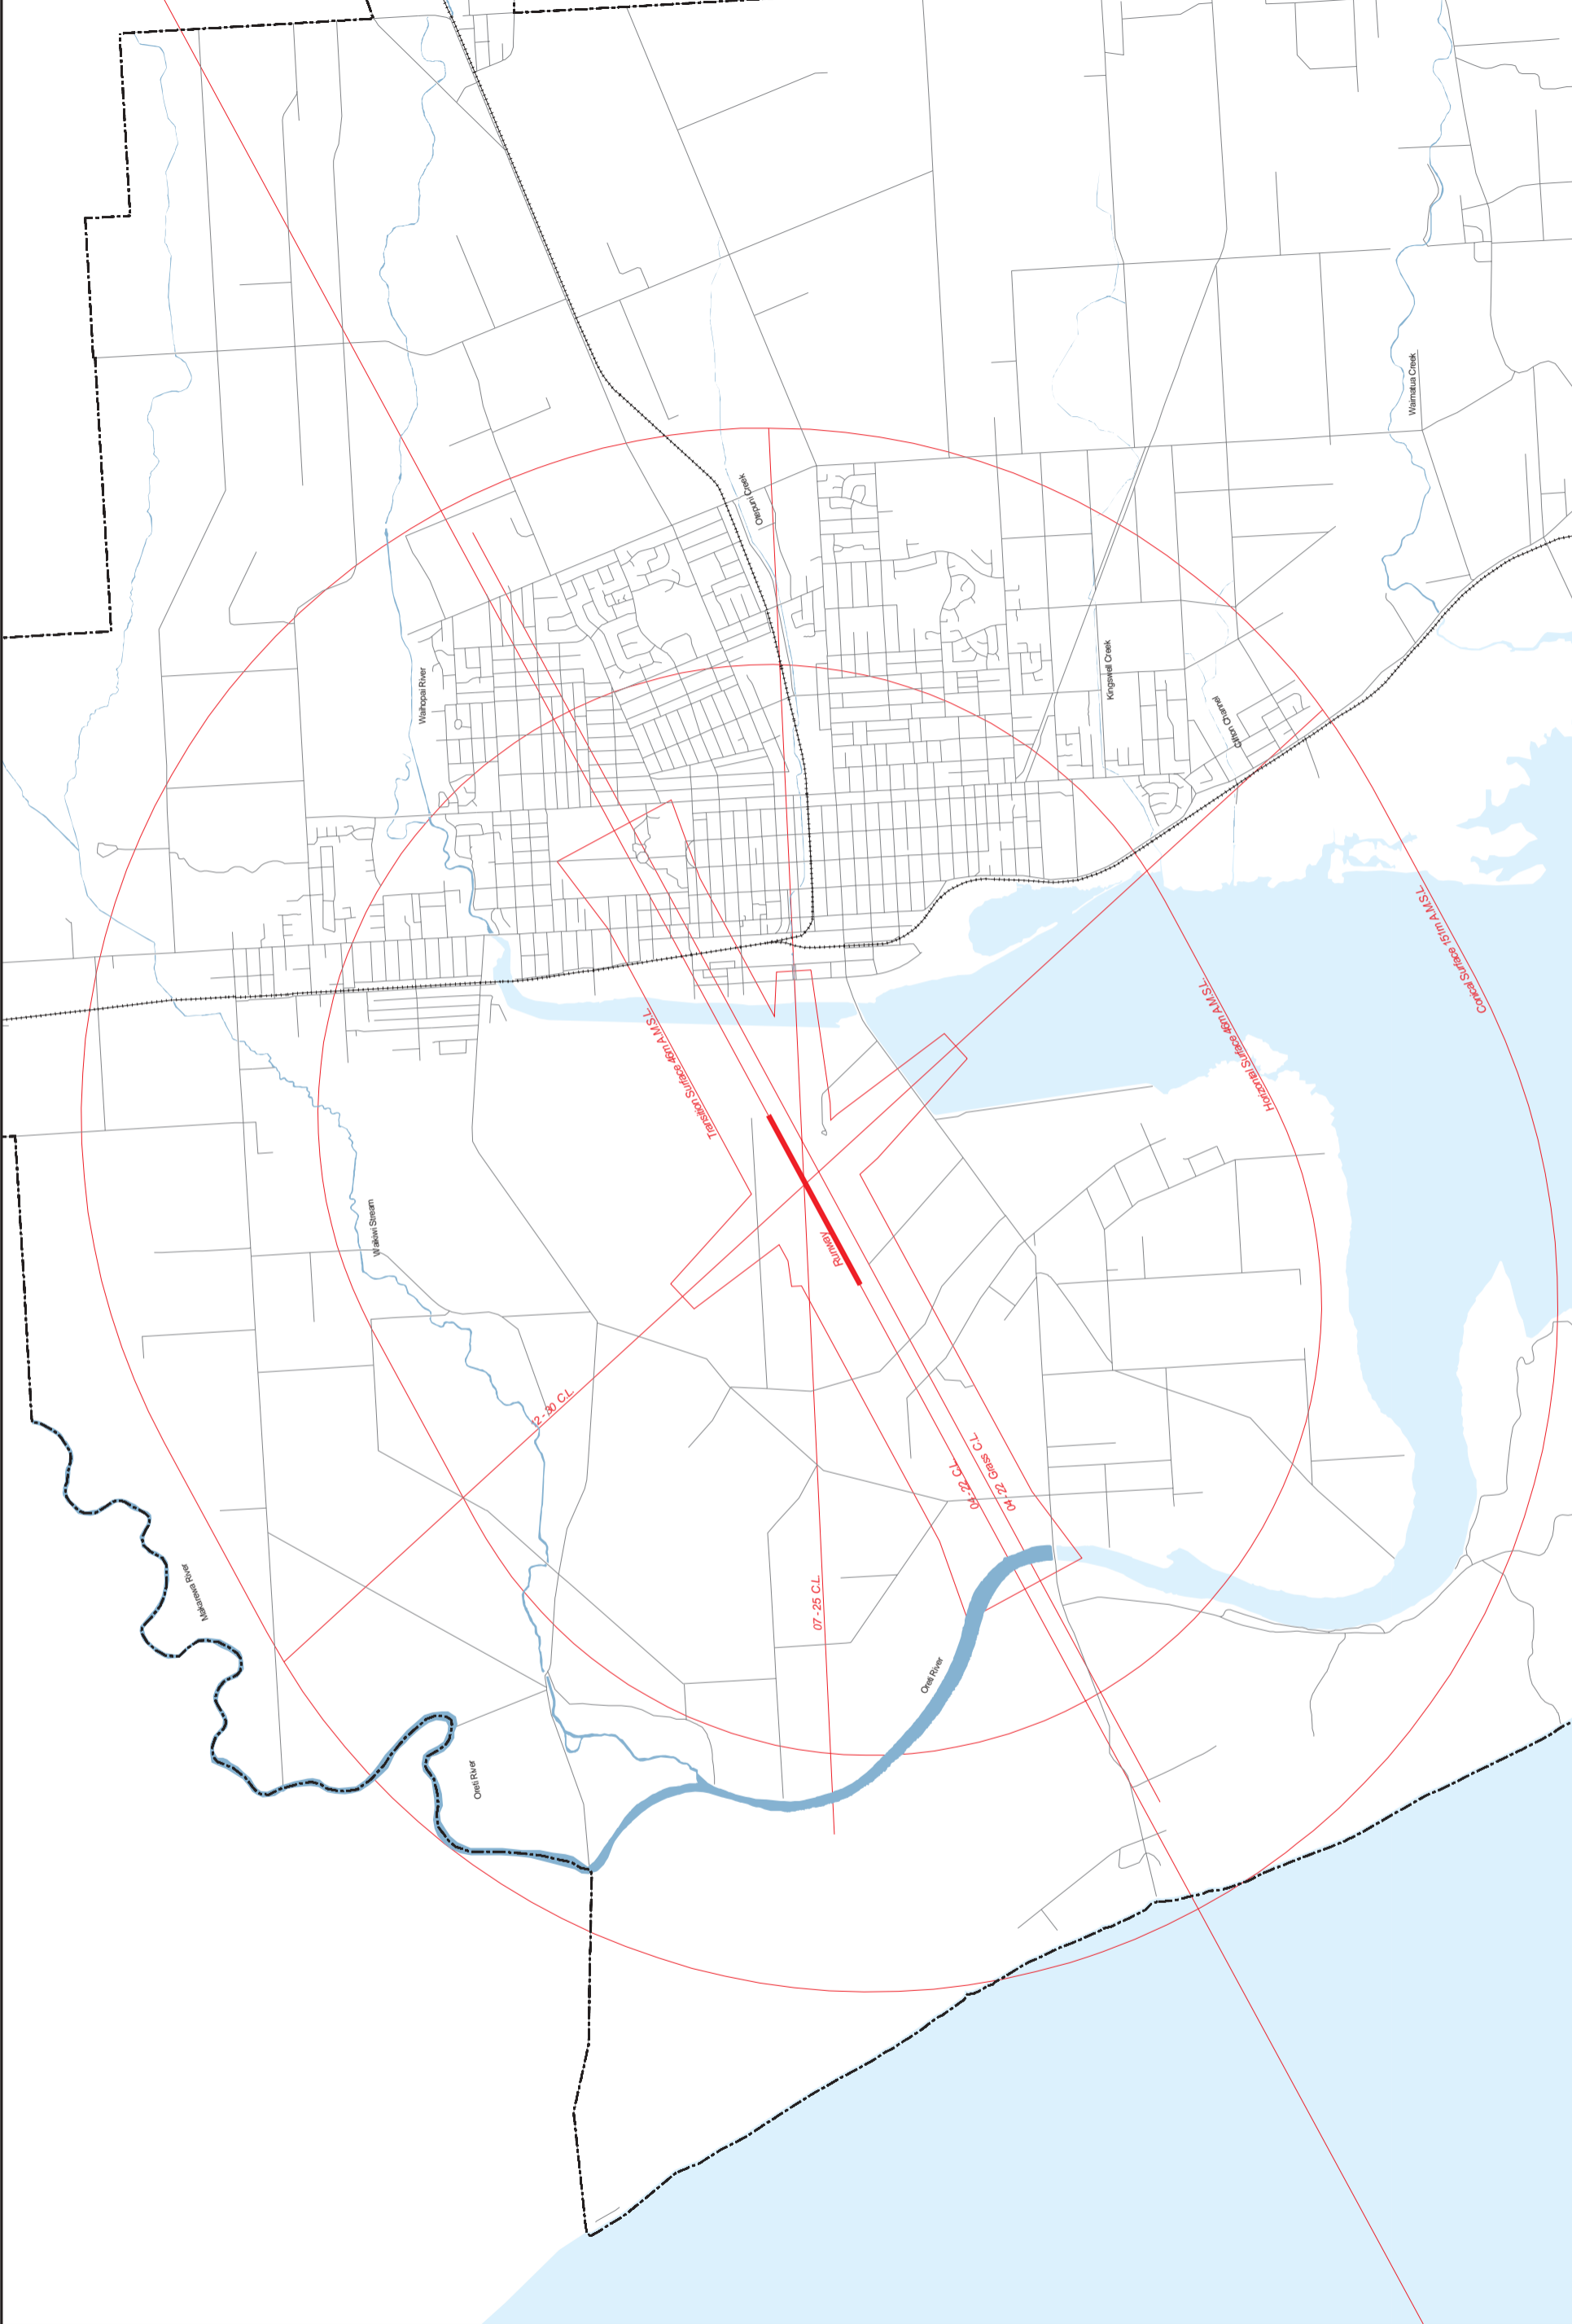 Waimatua Creek
Otepuni Creek
Waihopai River
Kingswell Creek
Clifton Channel
Conical Surface 151m A.M.S.L.
Horizontal Surface 46m A.M.S.L.
Transition Surface 46m A.M.S.L
Waikiwi Stream
Runway
12 - 30 C.L.
04 - 22 C.L.
04 - 22 Grass C.L.
07 - 25 C.L.
Makarewa River
Oreti River
Oreti River